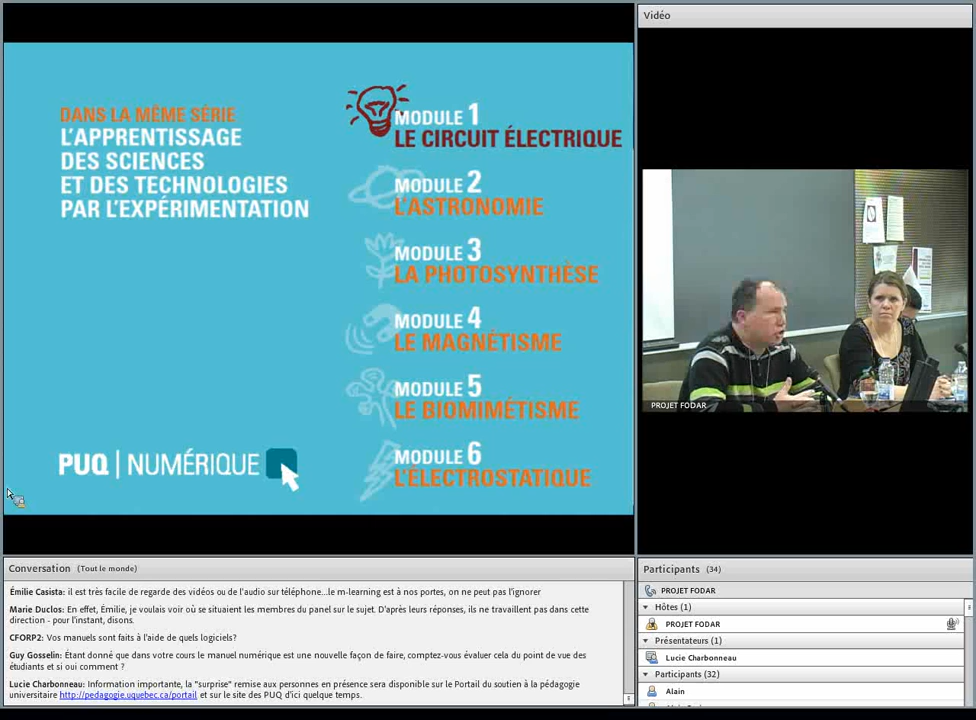 DANS LA MÊME SÉRIE
L'APPRENTISSAGE
DES SCIENCES
ET DES TECHNOLOGIES
PAR L'EXPÉRIMENTATION
MODULE 1
LE CIRCUIT ÉLECTRIQUE
MODULE 2
L'ASTRONOMIE
MODULE 3
LA PHOTOSYNTHÈSE
MODULE 4
LE MAGNÉTISME
MODULE 5
LE BIOMIMÉTISME
MODULE 6
L'ÉLECTROSTATIQUE
PUQ | NUMÉRIQUE
Vidéo
PROJET FODAR
Conversation (Tout le monde)
Émilie Casista: il est très facile de regarde des vidéos ou de l'audio sur téléphone...le m-learning est à nos portes, on ne peut pas l'ignorer
Marie Duclos: En effet, Émilie, je voulais voir où se situaient les membres du panel sur le sujet. D'après leurs réponses, ils ne travaillent pas dans cette
direction - pour l'instant, disons.
CFORP2: Vos manuels sont faits à l'aide de quels logiciels?
Guy Gosselin: Étant donné que dans votre cours le manuel numérique est une nouvelle façon de faire, comptez-vous évaluer cela du point de vue des
étudiants et si oui comment ?
Lucie Charbonneau: Information importante, la "surprise" remise aux personnes en présence sera disponible sur le Portail du soutien à la pédagogie
universitaire http://pedagogie.uquebec.ca/portail et sur le site des PUQ d'ici quelque temps.
Participants (34)
PROJET FODAR
Hôtes (1)
PROJET FODAR
Présentateurs (1)
Lucie Charbonneau
Participants (32)
Alain